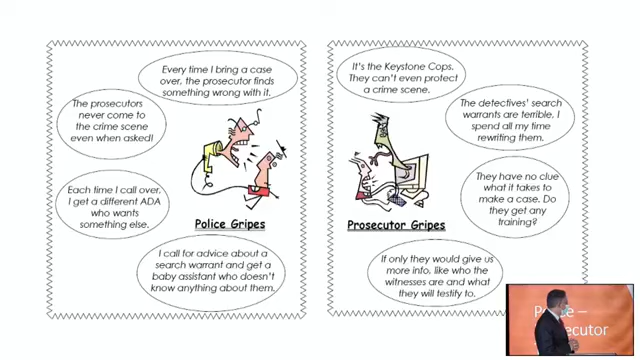 Every time I bring a case
over, the prosecutor finds
something wrong with it.
The prosecutors
never come to
the crime scene
even when asked!
Each time I call over,
I get a different ADA
who wants
something else.
Police Gripes
I call for advice about a
search warrant and get a
baby assistant who doesn't
know anything about them.
It's the Keystone Cops.
They can't even protect
a crime scene.
The detectives' search
warrants are terrible, I
spend all my time
rewriting them.
They have no clue
what it takes to
make a case. Do
they get any
training?
Prosecutor Gripes
If only they would give us
more info, like who the
witnesses are and what
they will testify to.